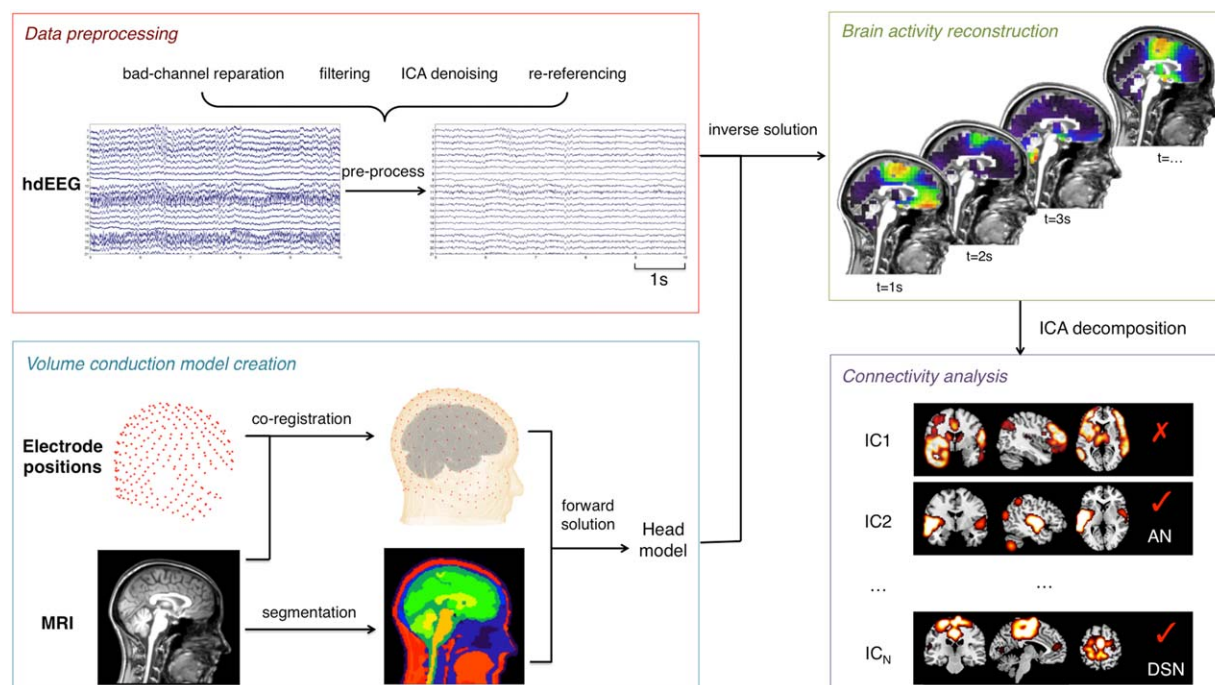 Data preprocessing
bad-channel reparation filtering ICA denoising re-referencing
hdEEG
pre-process
1s
Volume conduction model creation
Electrode
positions
co-registration
MRI
segmentation
forward
solution
Head
model
inverse solution
Brain activity reconstruction
t=1s
t=2s
t=3s
t=...
ICA decomposition
Connectivity analysis
IC1
✗
IC2
✓
AN
... ...
ICN
✓
DSN